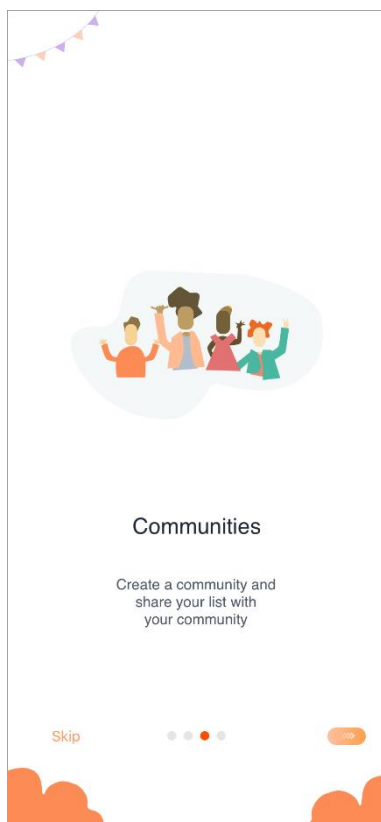 Communities
Create a community and
share your list with
your community
Skip